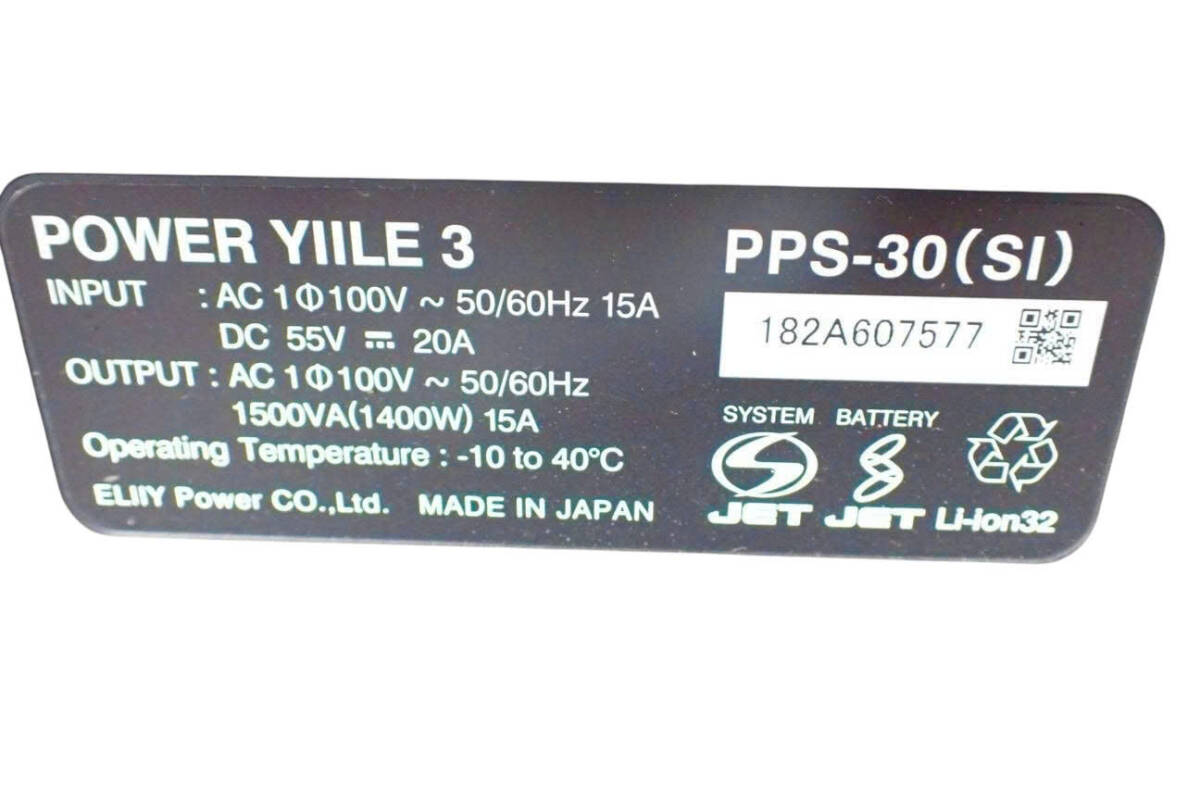 POWER YIILE 3
INPUT : AC 1Φ100V ~ 50/60Hz 15A
DC 55V ⎓ 20A
OUTPUT : AC 1Φ100V ~ 50/60Hz
1500VA(1400W) 15A
Operating Temperature : -10 to 40°C
ELIIY Power CO.,Ltd. MADE IN JAPAN
PPS-30(SI)
182A607577
SYSTEM BATTERY
JET JET Li-ion32